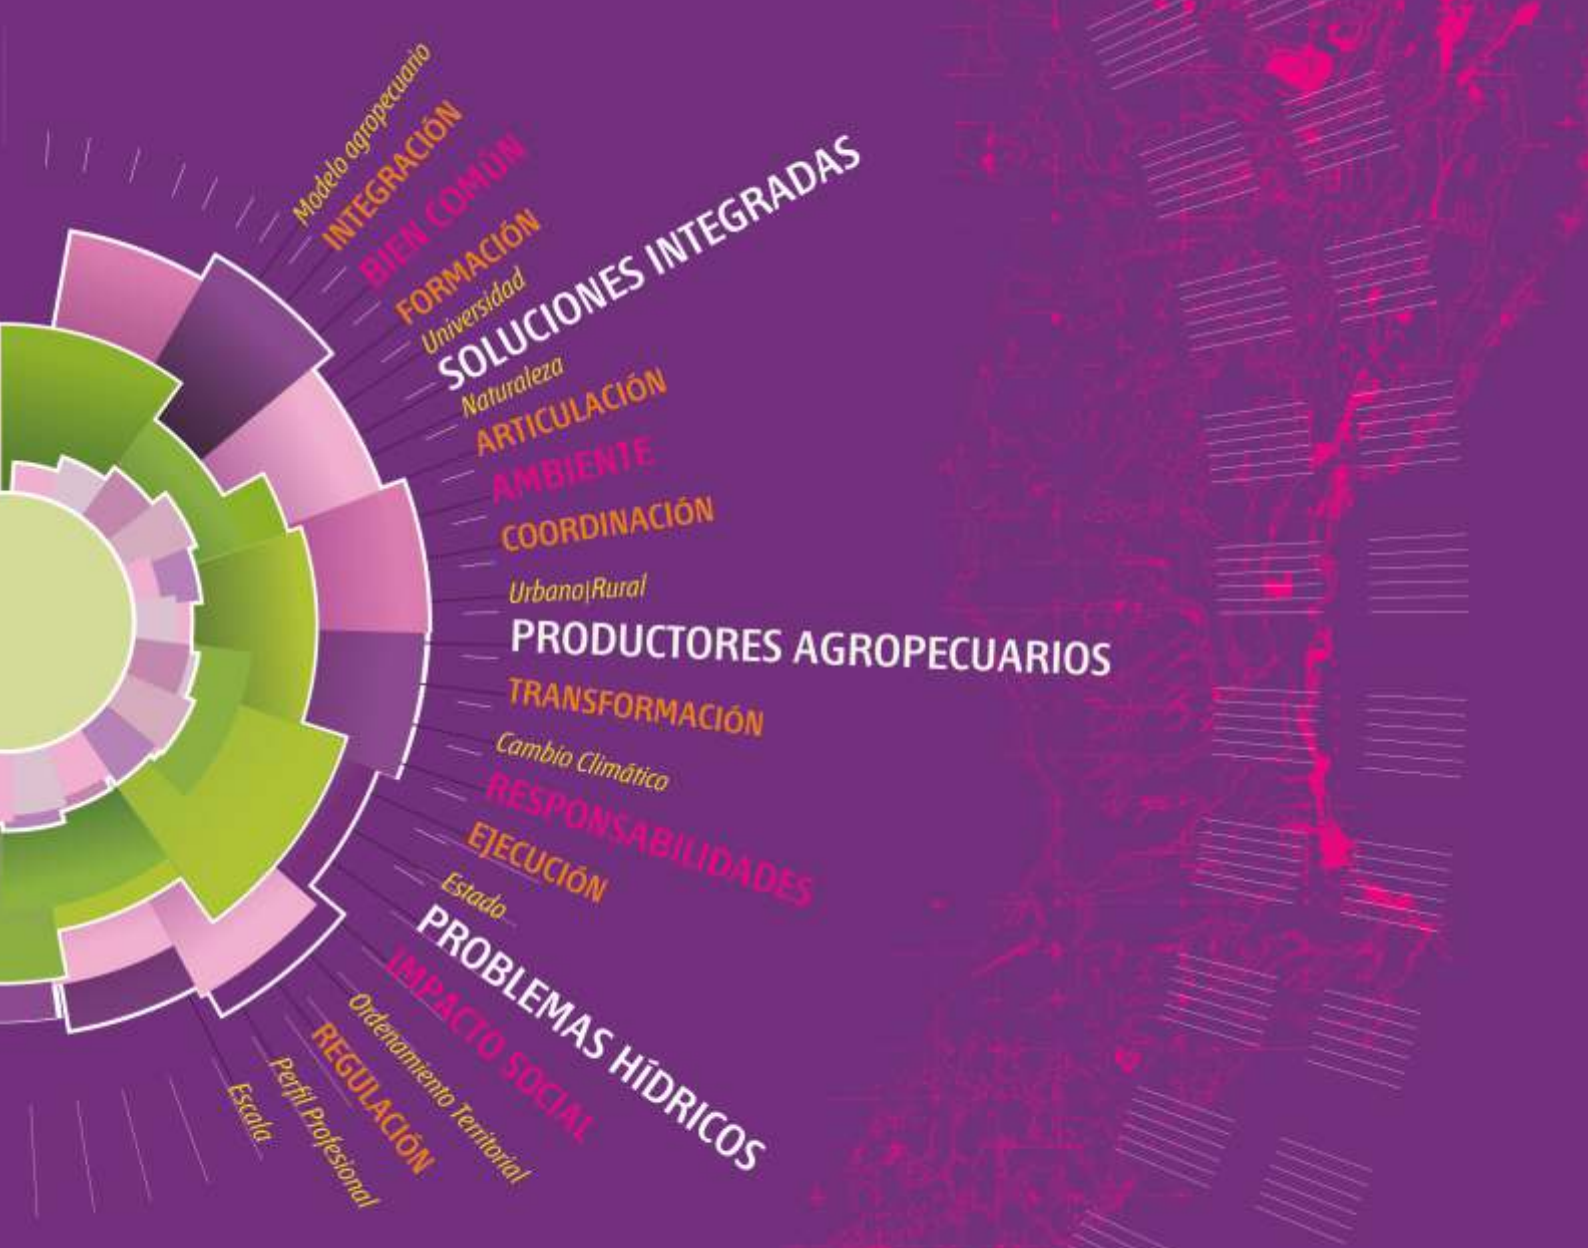 Modelo agropecuario
INTEGRACIÓN
BIEN COMÚN
FORMACIÓN
Universidad
SOLUCIONES INTEGRADAS
Naturaleza
ARTICULACIÓN
AMBIENTE
COORDINACIÓN
Urbano|Rural
PRODUCTORES AGROPECUARIOS
TRANSFORMACIÓN
Cambio Climático
RESPONSABILIDADES
EJECUCIÓN
Estado
PROBLEMAS HÍDRICOS
IMPACTO SOCIAL
Ordenamiento Territorial
REGULACIÓN
Perfil Profesional
Escala